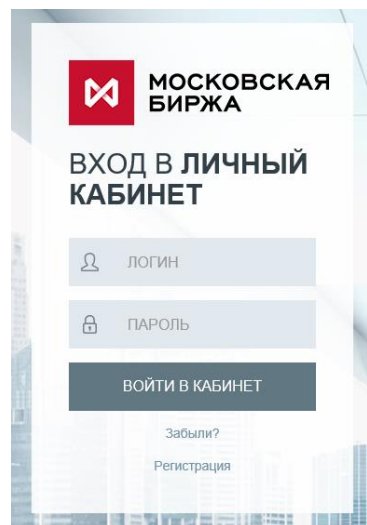 МОСКОВСКАЯ
БИРЖА
ВХОД В ЛИЧНЫЙ
КАБИНЕТ
ЛОГИН
ПАРОЛЬ
ВОЙТИ В КАБИНЕТ
Забыли?
Регистрация